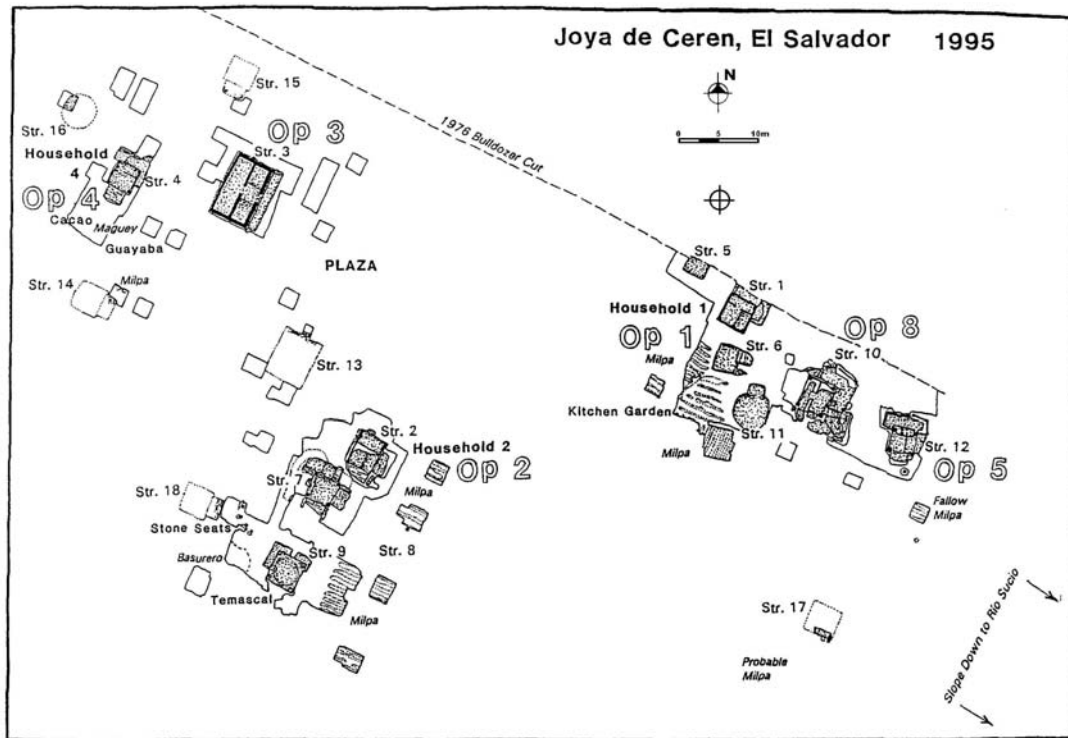 Joya de Ceren, El Salvador 1995
N
0 5 10m
1976 Bulldozer Cut
Str. 15
Str. 16
Op 3
Str. 3
Household
4
Str. 4
Op 4
Cacao
Maguey
Guayaba
PLAZA
Str. 14
Milpa
Str. 13
Str. 5
Str. 1
Household 1
Op 1
Op 8
Str. 6
Str. 10
Milpa
Kitchen Garden
Str. 11
Milpa
Str. 12
Op 5
Fallow
Milpa
Str. 2
Household 2
Op 2
Str. 7
Milpa
Str. 18
Stone Seats
Str. 9
Str. 8
Basurero
Temascal
Milpa
Str. 17
Probable
Milpa
Slope Down to Rio Sucio